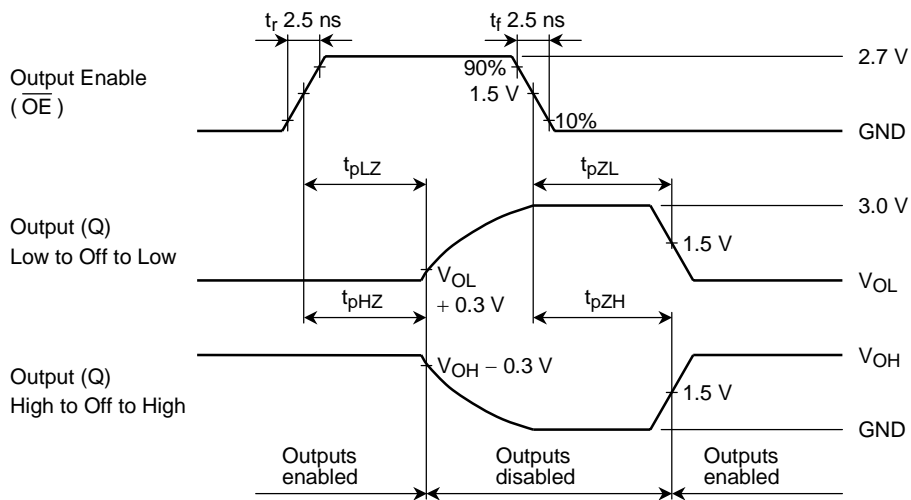 tr 2.5 ns
tf 2.5 ns
Output Enable
( OE )
90%
1.5 V
10%
2.7 V
GND
tpLZ
tpZL
3.0 V
Output (Q)
Low to Off to Low
VOL
+ 0.3 V
1.5 V
VOL
tpHZ
tpZH
Output (Q)
High to Off to High
VOH − 0.3 V
1.5 V
VOH
GND
Outputs
enabled
Outputs
disabled
Outputs
enabled